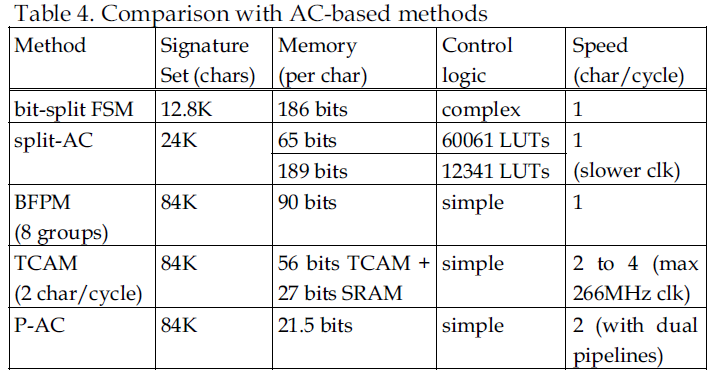 Table 4. Comparison with AC-based methods
Method Signature Set (chars) Memory (per char) Control logic Speed (char/cycle)
bit-split FSM 12.8K 186 bits complex 1
split-AC 24K 65 bits 60061 LUTs 1
189 bits 12341 LUTs (slower clk)
BFPM 84K 90 bits simple 1
(8 groups)
TCAM 84K 56 bits TCAM + simple 2 to 4 (max
(2 char/cycle) 27 bits SRAM 266MHz clk)
P-AC 84K 21.5 bits simple 2 (with dual
pipelines)